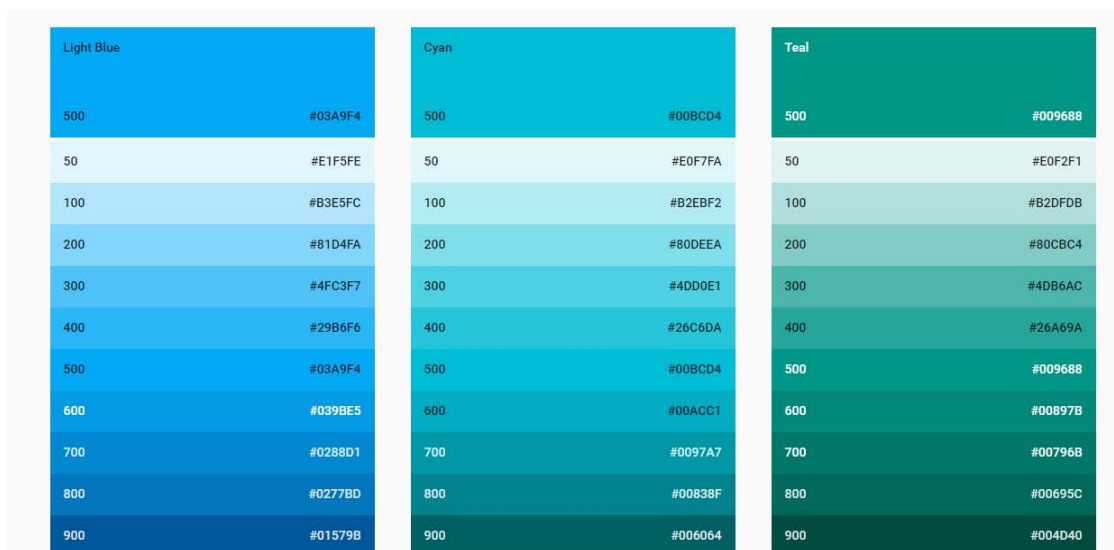 Light Blue
500 #03A9F4
50 #E1F5FE
100 #B3E5FC
200 #81D4FA
300 #4FC3F7
400 #29B6F6
500 #03A9F4
600 #039BE5
700 #0288D1
800 #0277BD
900 #01579B
Cyan
500 #00BCD4
50 #E0F7FA
100 #B2EBF2
200 #80DEEA
300 #4DD0E1
400 #26C6DA
500 #00BCD4
600 #00ACC1
700 #0097A7
800 #00838F
900 #006064
Teal
500 #009688
50 #E0F2F1
100 #B2DFDB
200 #80CBC4
300 #4DB6AC
400 #26A69A
500 #009688
600 #00897B
700 #00796B
800 #00695C
900 #004D40